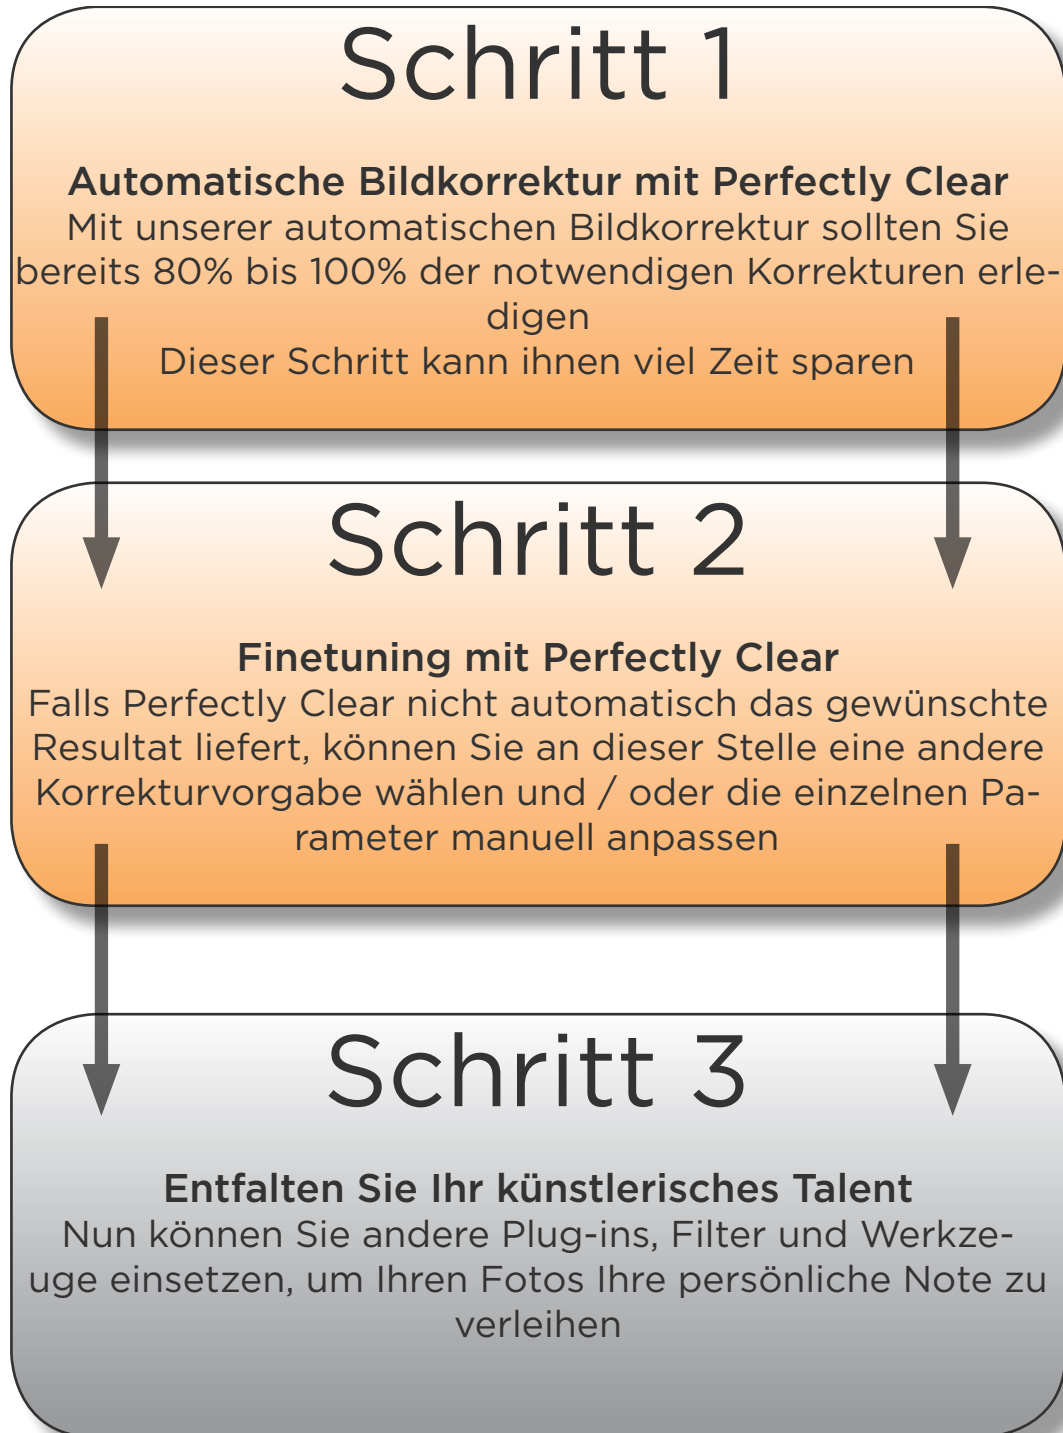 Schritt 1
Automatische Bildkorrektur mit Perfectly Clear
Mit unserer automatischen Bildkorrektur sollten Sie
bereits 80% bis 100% der notwendigen Korrekturen erle-
digen
Dieser Schritt kann ihnen viel Zeit sparen
Schritt 2
Finetuning mit Perfectly Clear
Falls Perfectly Clear nicht automatisch das gewünschte
Resultat liefert, können Sie an dieser Stelle eine andere
Korrekturvorgabe wählen und / oder die einzelnen Pa-
rameter manuell anpassen
Schritt 3
Entfalten Sie Ihr künstlerisches Talent
Nun können Sie andere Plug-ins, Filter und Werkze-
uge einsetzen, um Ihren Fotos Ihre persönliche Note zu
verleihen